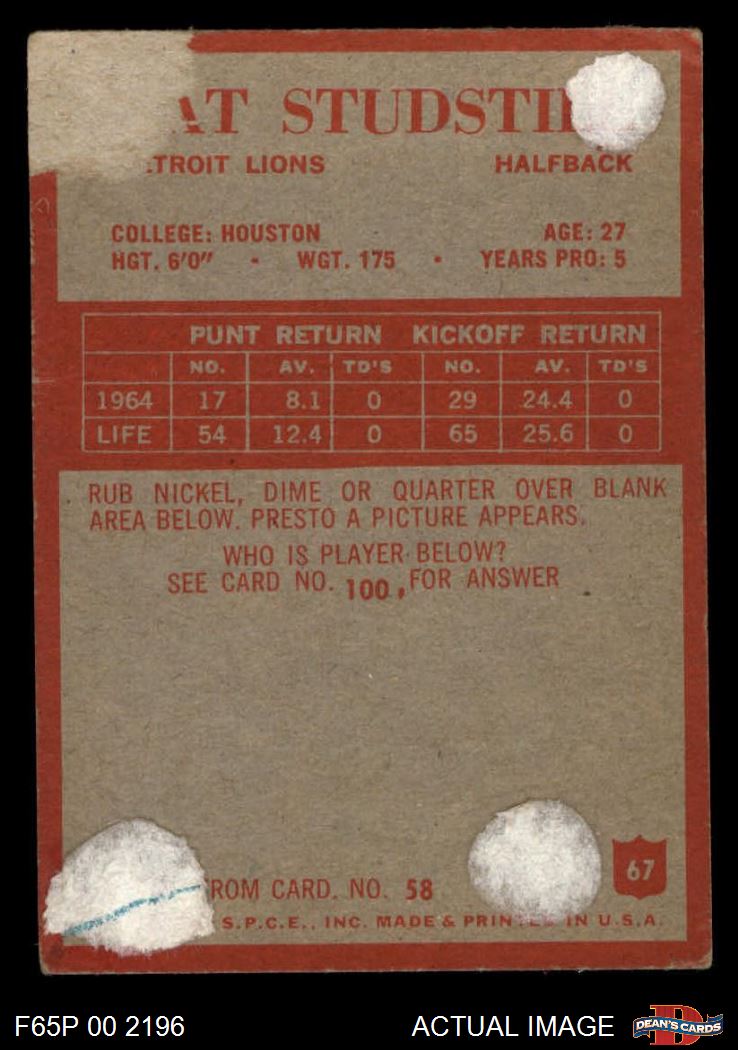 AT STUDSTI
TROIT LIONS HALFBACK
COLLEGE: HOUSTON AGE: 27
HGT. 6'0" • WGT. 175 • YEARS PRO: 5
PUNT RETURN KICKOFF RETURN
NO. AV. TD'S NO. AV. TD'S
1964 17 8.1 0 29 24.4 0
LIFE 54 12.4 0 65 25.6 0
RUB NICKEL, DIME OR QUARTER OVER BLANK
AREA BELOW. PRESTO A PICTURE APPEARS.
WHO IS PLAYER BELOW?
SEE CARD NO. 100, FOR ANSWER
67
ROM CARD. NO. 58
S.P.C.E., INC. MADE & PRIN IN U.S.A.
F65P 00 2196 ACTUAL IMAGE D DEAN'S CARDS